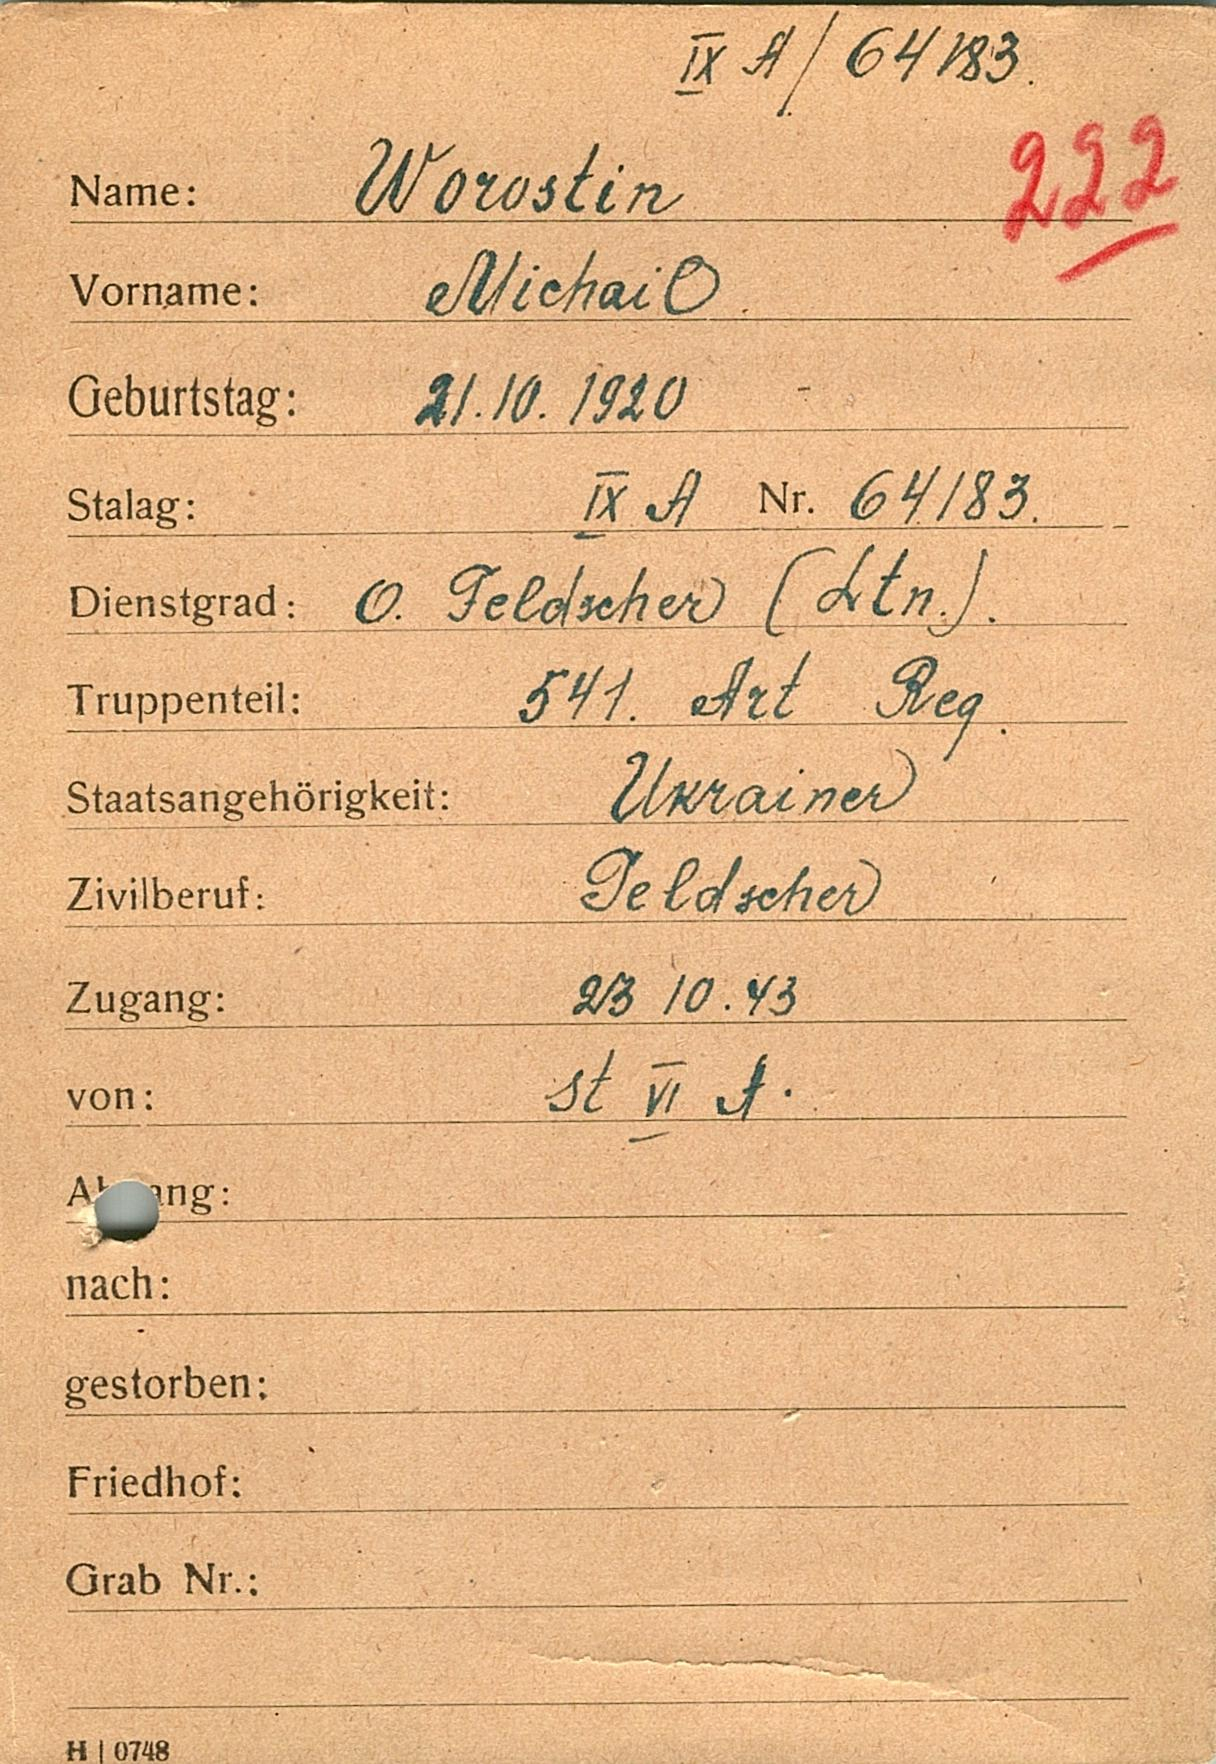 IX A / 64183.
222
Name: Worostin
Vorname: Michail
Geburtstag: 21.10.1920
Stalag: IX A Nr. 64183.
Dienstgrad: O. Feldscher (Ltn.).
Truppenteil: 541. Art Reg.
Staatsangehörigkeit: Ukrainer
Zivilberuf: Feldscher
Zugang: 23 10.43
von: St VI A.
Abgang:
nach:
gestorben:
Friedhof:
Grab Nr.:
H | 0748